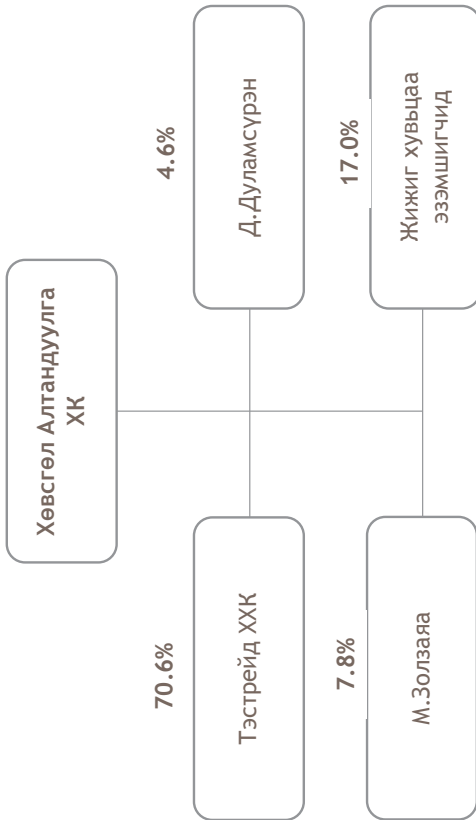 Хөвсгөл Алтандуулга
ХК
70.6%
Тэстрейд ХХК
4.6%
Д.Дуламсүрэн
7.8%
М.Золзаяа
17.0%
Жижиг хувьцаа
эзэмшигчид